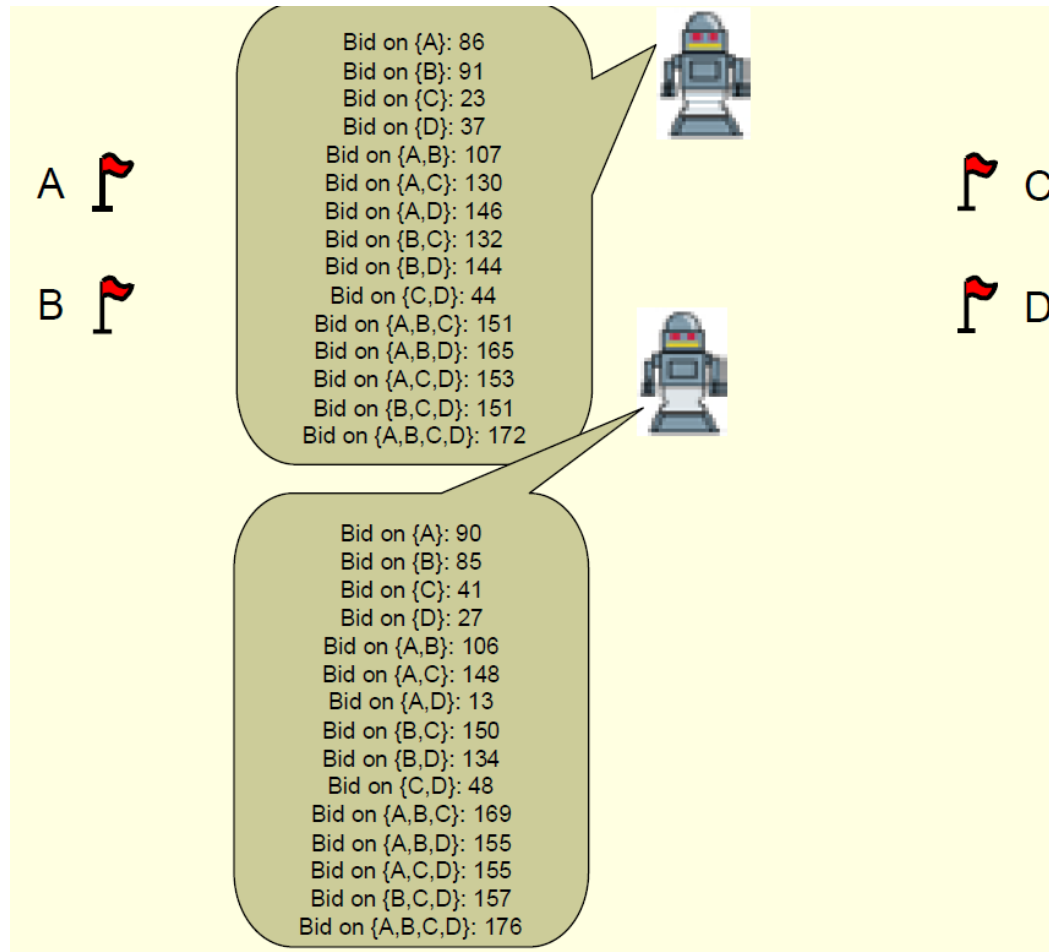 Bid on {A}: 86
Bid on {B}: 91
Bid on {C}: 23
Bid on {D}: 37
Bid on {A,B}: 107
Bid on {A,C}: 130
Bid on {A,D}: 146
Bid on {B,C}: 132
Bid on {B,D}: 144
Bid on {C,D}: 44
Bid on {A,B,C}: 151
Bid on {A,B,D}: 165
Bid on {A,C,D}: 153
Bid on {B,C,D}: 151
Bid on {A,B,C,D}: 172
A
C
B
D
Bid on {A}: 90
Bid on {B}: 85
Bid on {C}: 41
Bid on {D}: 27
Bid on {A,B}: 106
Bid on {A,C}: 148
Bid on {A,D}: 13
Bid on {B,C}: 150
Bid on {B,D}: 134
Bid on {C,D}: 48
Bid on {A,B,C}: 169
Bid on {A,B,D}: 155
Bid on {A,C,D}: 155
Bid on {B,C,D}: 157
Bid on {A,B,C,D}: 176